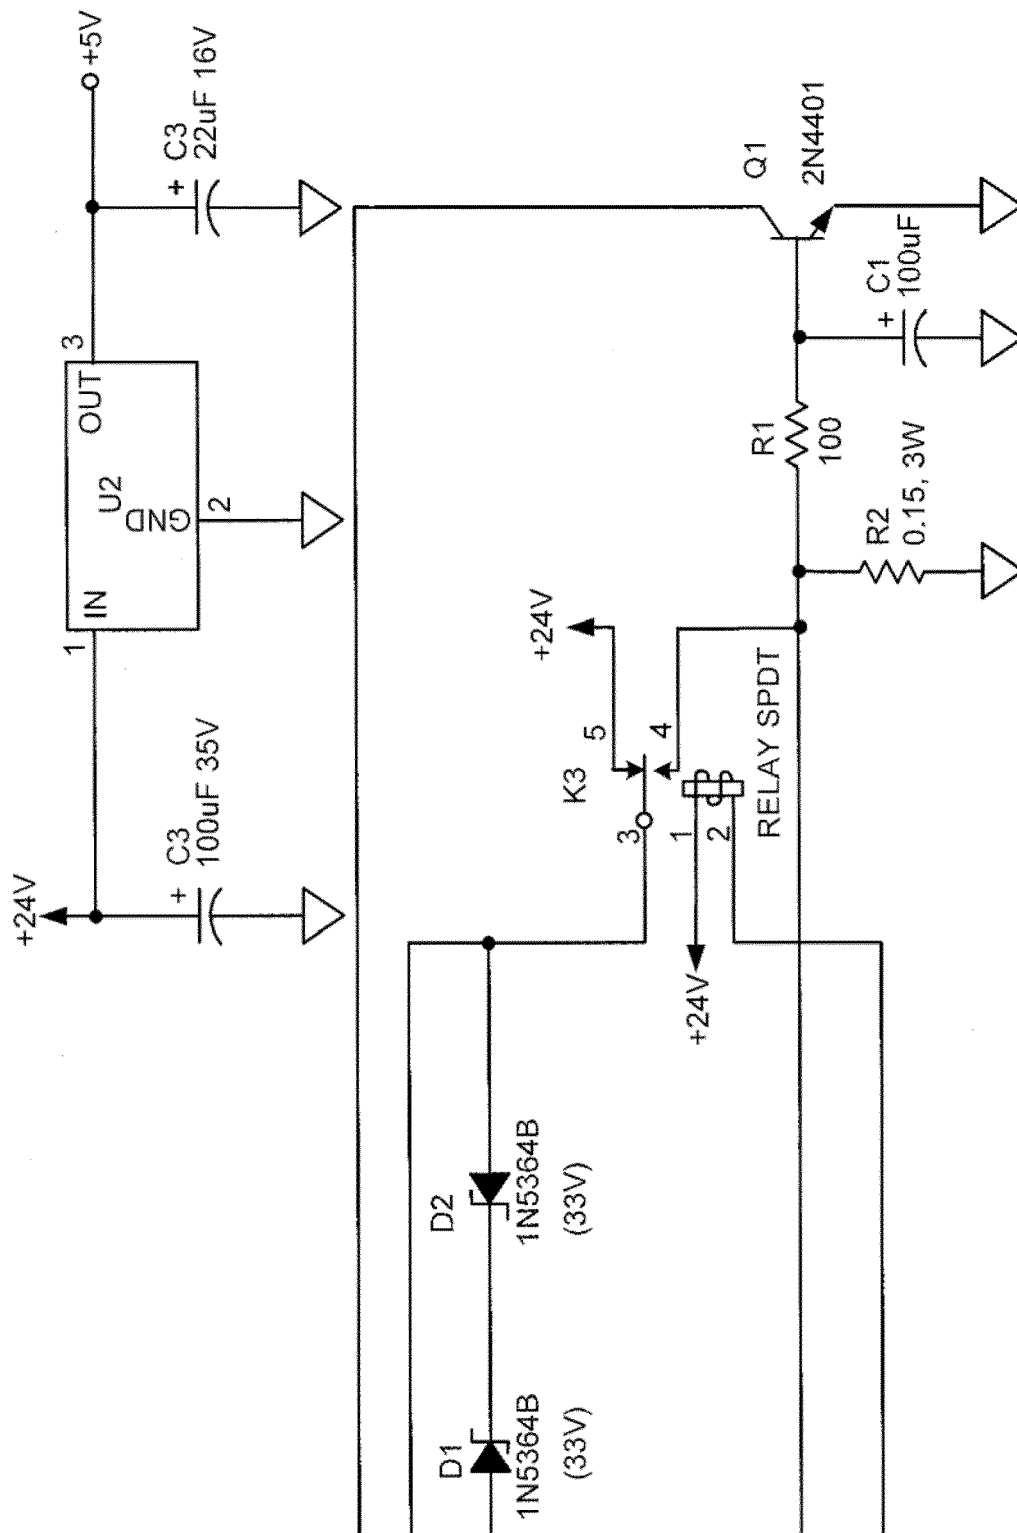 +24V
1
IN
U2
GND
2
OUT
3
+5V
C3
100uF 35V
+
C3
22uF 16V
+
D1
1N5364B
(33V)
D2
1N5364B
(33V)
K3
3
5
4
1
2
+24V
+24V
RELAY SPDT
R1
100
R2
0.15, 3W
C1
100uF
+
Q1
2N4401